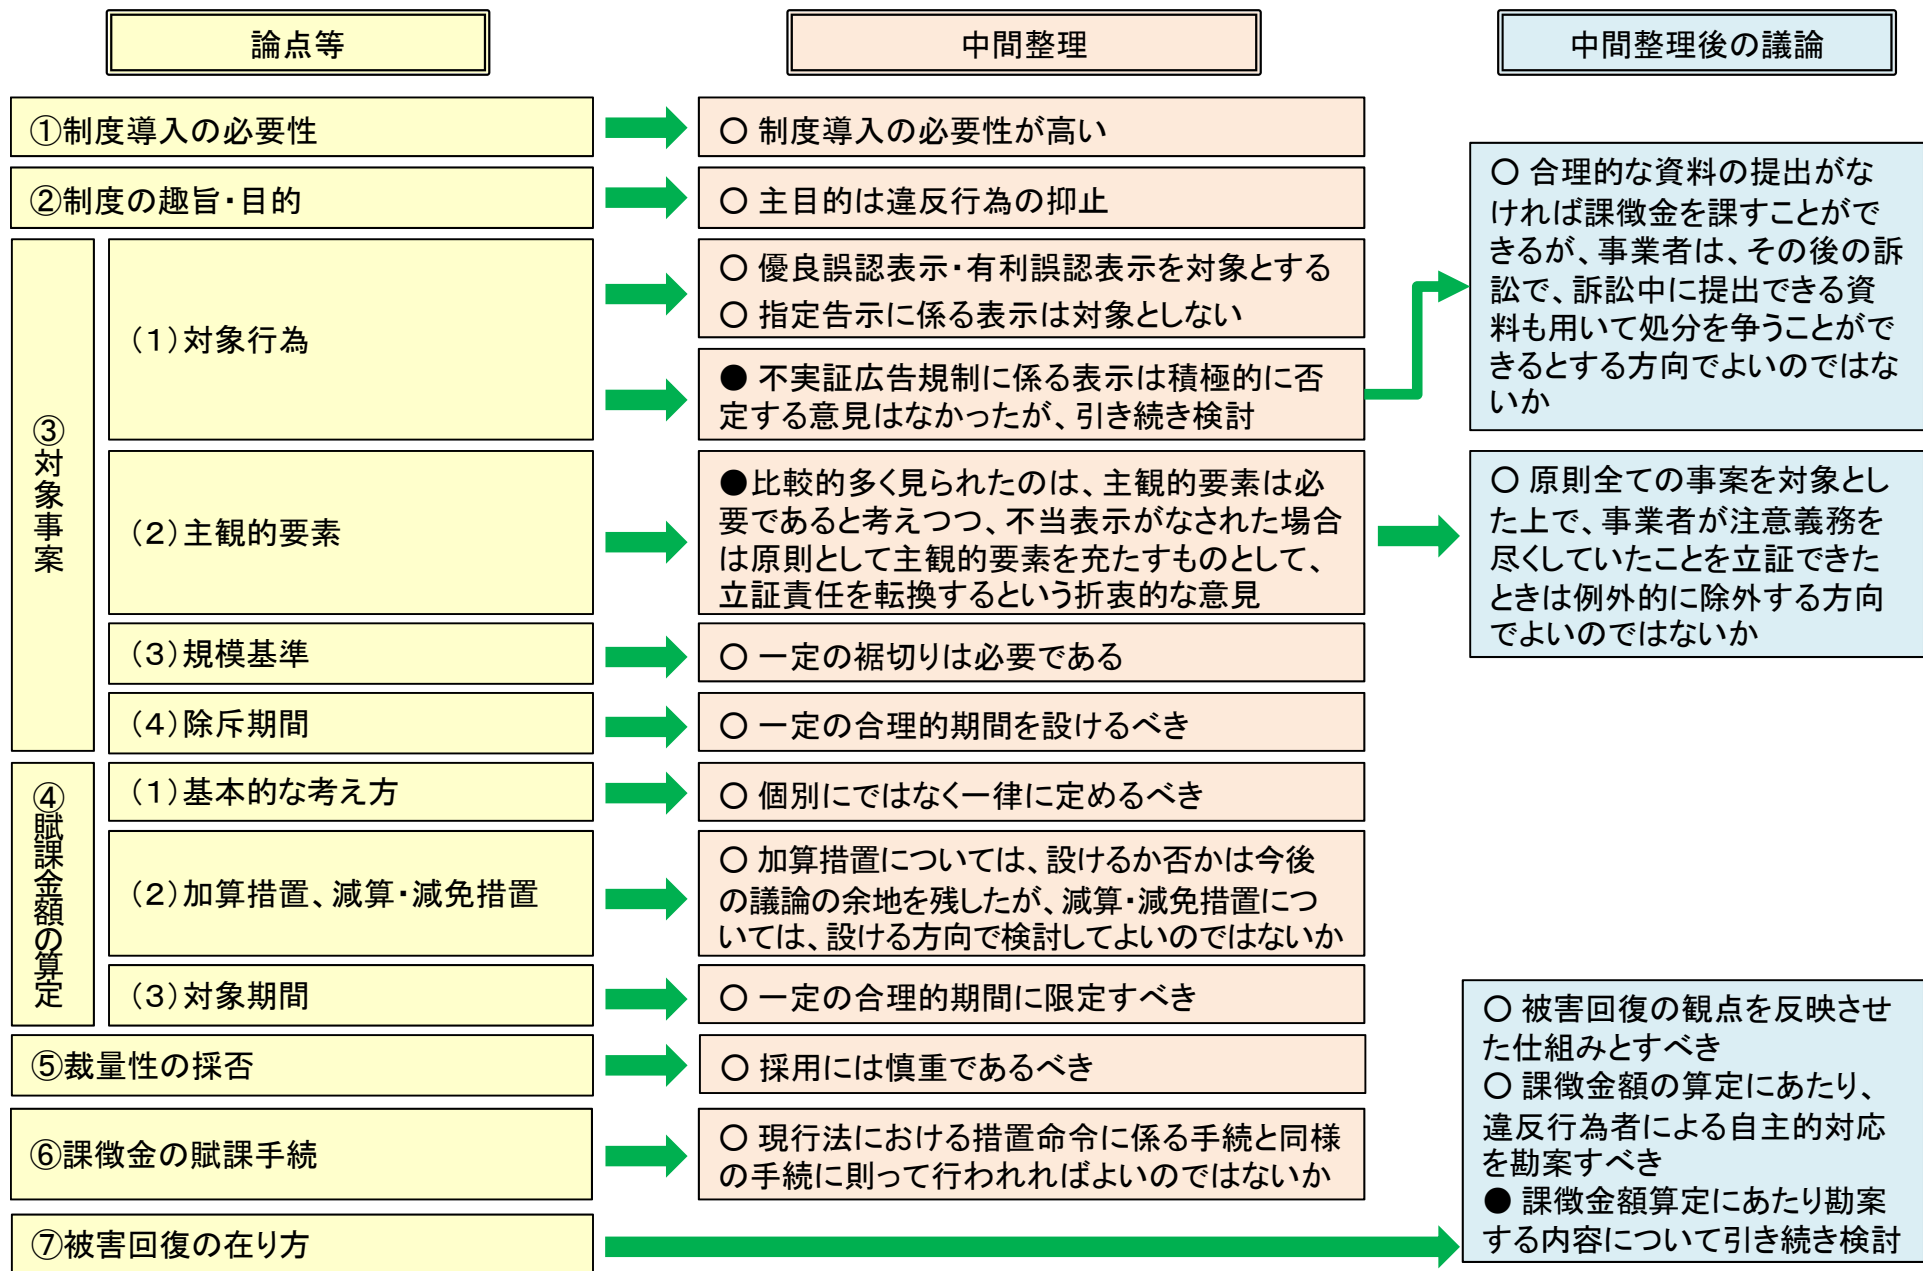 論点等
中間整理
中間整理後の議論
①制度導入の必要性
○ 制度導入の必要性が高い
②制度の趣旨・目的
○ 主目的は違反行為の抑止
③対象事案
(1)対象行為
○ 優良誤認表示・有利誤認表示を対象とする
○ 指定告示に係る表示は対象としない
● 不実証広告規制に係る表示は積極的に否
定する意見はなかったが、引き続き検討
○ 合理的な資料の提出がな
ければ課徴金を課すことがで
きるが、事業者は、その後の訴
訟で、訴訟中に提出できる資
料も用いて処分を争うことがで
きるとする方向でよいのではな
いか
(2)主観的要素
●比較的多く見られたのは、主観的要素は必
要であると考えつつ、不当表示がなされた場合
は原則として主観的要素を充たすものとして、
立証責任を転換するという折衷的な意見
○ 原則全ての事案を対象とし
た上で、事業者が注意義務を
尽くしていたことを立証できた
ときは例外的に除外する方向
でよいのではないか
(3)規模基準
○ 一定の裾切りは必要である
(4)除斥期間
○ 一定の合理的期間を設けるべき
④賦課金額の算定
(1)基本的な考え方
○ 個別にではなく一律に定めるべき
(2)加算措置、減算・減免措置
○ 加算措置については、設けるか否かは今後
の議論の余地を残したが、減算・減免措置につ
いては、設ける方向で検討してよいのではないか
(3)対象期間
○ 一定の合理的期間に限定すべき
⑤裁量性の採否
○ 採用には慎重であるべき
⑥課徴金の賦課手続
○ 現行法における措置命令に係る手続と同様
の手続に則って行われればよいのではないか
⑦被害回復の在り方
○ 被害回復の観点を反映させ
た仕組みとすべき
○ 課徴金額の算定にあたり、
違反行為者による自主的対応
を勘案すべき
● 課徴金額算定にあたり勘案
する内容について引き続き検討